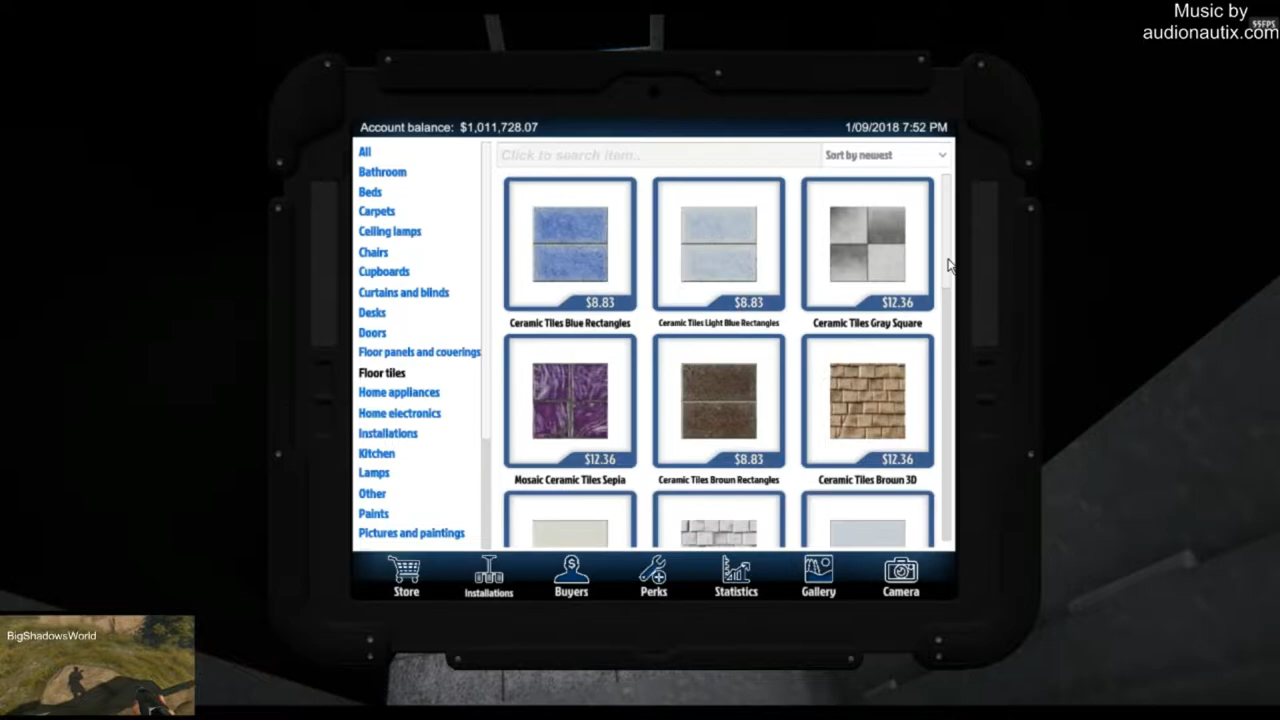 Music by
audionautix.com
55FPS
Account balance: $1,011,728.07
1/09/2018 7:52 PM
All
Bathroom
Beds
Carpets
Ceiling lamps
Chairs
Cupboards
Curtains and blinds
Desks
Doors
Floor panels and coverings
Floor tiles
Home appliances
Home electronics
Installations
Kitchen
Lamps
Other
Paints
Pictures and paintings
Click to search item..
Sort by newest
$8.83
$8.83
$12.36
Ceramic Tiles Blue Rectangles
Ceramic Tiles Light Blue Rectangles
Ceramic Tiles Gray Square
$12.36
$8.83
$12.36
Mosaic Ceramic Tiles Sepia
Ceramic Tiles Brown Rectangles
Ceramic Tiles Brown 3D
Store
Installations
Buyers
Perks
Statistics
Gallery
Camera
BigShadowsWorld